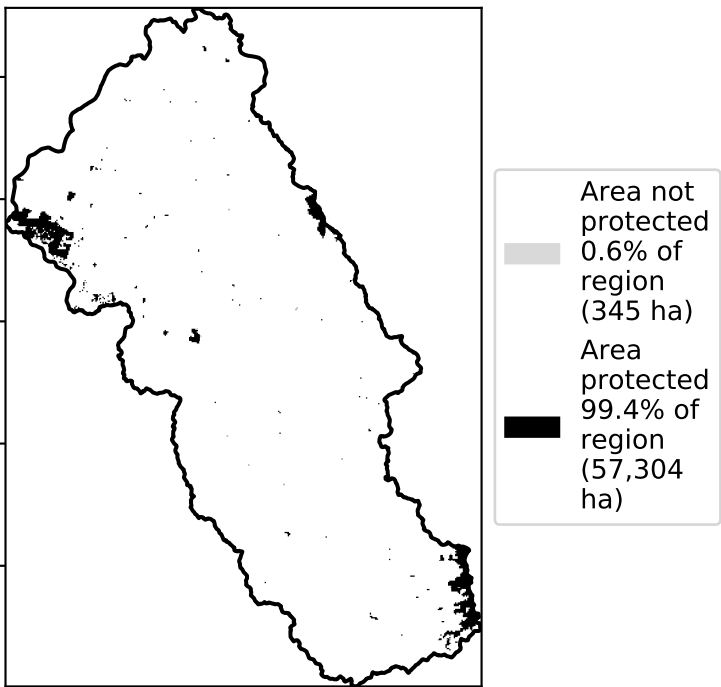 Area not
protected
0.6% of
region
(345 ha)
Area
protected
99.4% of
region
(57,304
ha)